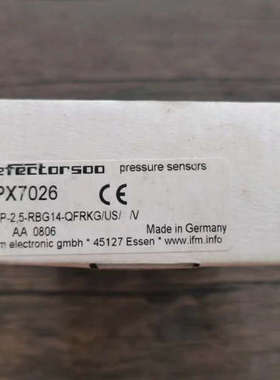 efector500 pressure sensors
PX7026 CE
P-2,5-RBG14-QFRKG/US/ /V
AA 0806 Made in Germany
m electronic gmbh * 45127 Essen * www.ifm.info